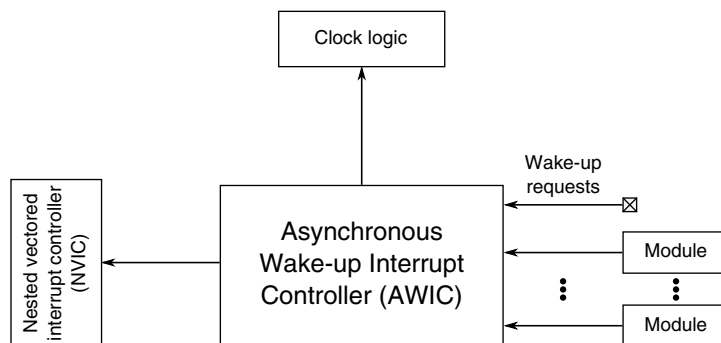 Clock logic
Wake-up
requests
Nested vectored
interrupt controller
(NVIC)
Asynchronous
Wake-up Interrupt
Controller (AWIC)
Module
Module